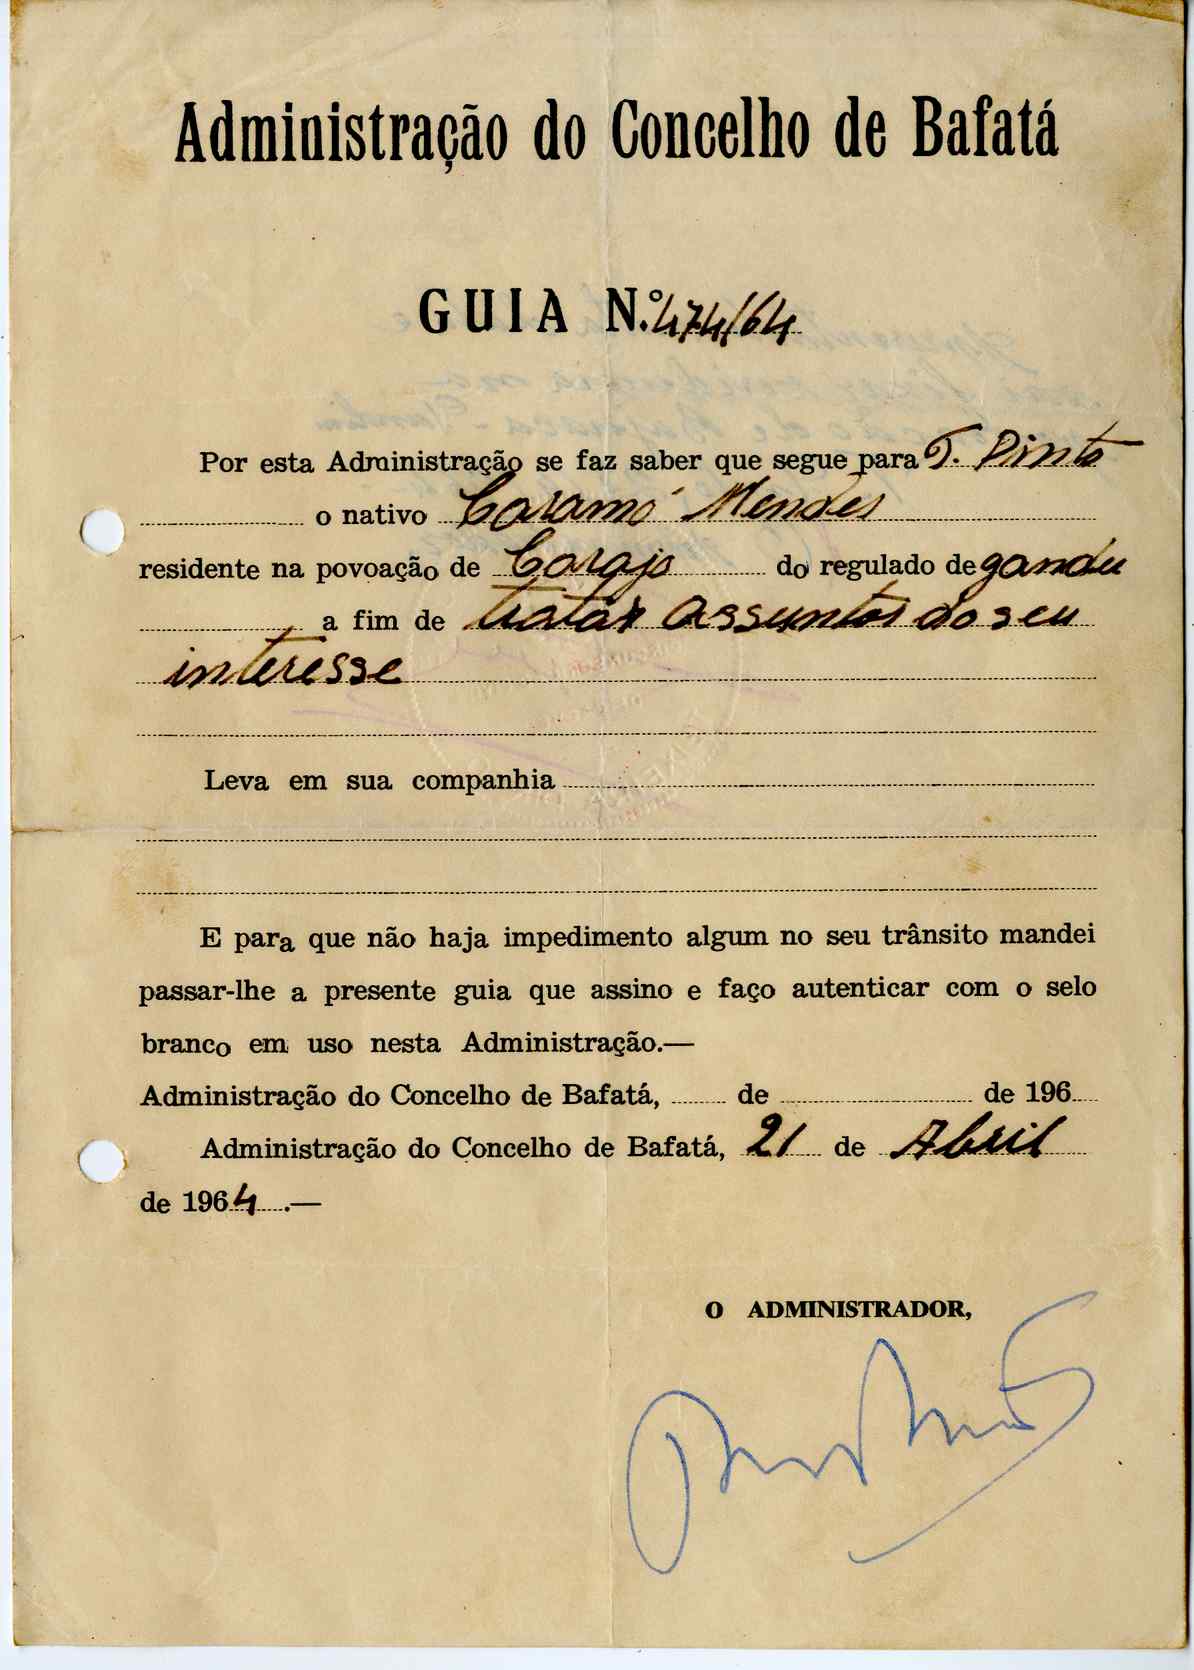 Administração do Concelho de Bafatá
GUIA N.º 474/64
Por esta Administração se faz saber que segue para T. Pinto
o nativo Caramó Mendes
residente na povoação de Carajo do regulado de gandu
a fim de tratar assuntos do seu
interesse
Leva em sua companhia
E para que não haja impedimento algum no seu trânsito mandei
passar-lhe a presente guia que assino e faço autenticar com o selo
branco em uso nesta Administração.—
Administração do Concelho de Bafatá, de de 196
Administração do Concelho de Bafatá, 21 de Abril
de 1964.—
O ADMINISTRADOR,